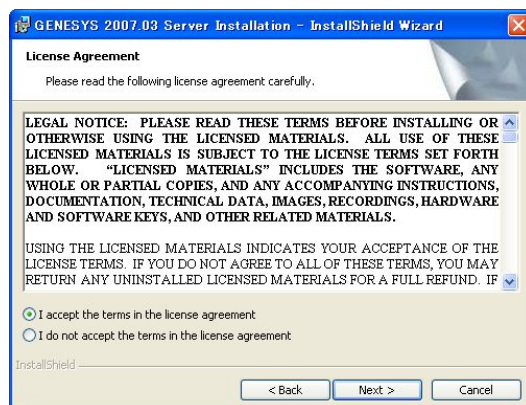 GENESYS 2007.03 Server Installation - InstallShield Wizard
License Agreement
Please read the following license agreement carefully.
LEGAL NOTICE: PLEASE READ THESE TERMS BEFORE INSTALLING OR
OTHERWISE USING THE LICENSED MATERIALS. ALL USE OF THESE
LICENSED MATERIALS IS SUBJECT TO THE LICENSE TERMS SET FORTH
BELOW. “LICENSED MATERIALS” INCLUDES THE SOFTWARE, ANY
WHOLE OR PARTIAL COPIES, AND ANY ACCOMPANYING INSTRUCTIONS,
DOCUMENTATION, TECHNICAL DATA, IMAGES, RECORDINGS, HARDWARE
AND SOFTWARE KEYS, AND OTHER RELATED MATERIALS.
USING THE LICENSED MATERIALS INDICATES YOUR ACCEPTANCE OF THE
LICENSE TERMS. IF YOU DO NOT AGREE TO ALL OF THESE TERMS, YOU MAY
RETURN ANY UNINSTALLED LICENSED MATERIALS FOR A FULL REFUND. IF
I accept the terms in the license agreement
I do not accept the terms in the license agreement
InstallShield
< Back Next > Cancel